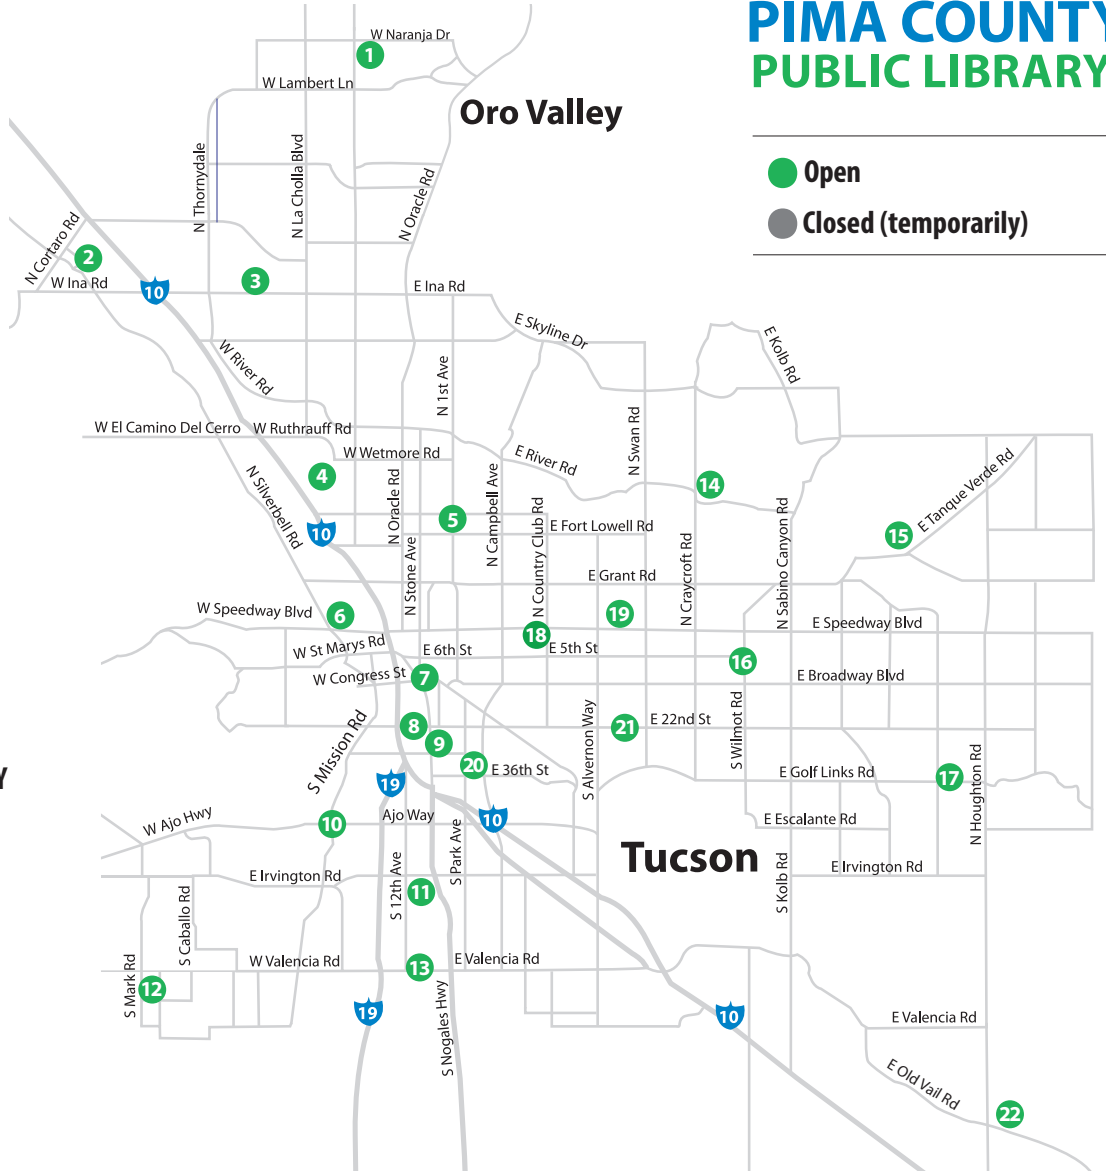 PIMA COUNTY
PUBLIC LIBRARY
Open
Closed (temporarily)
W Naranja Dr
1
W Lambert Ln
Oro Valley
N Thornydale
N La Cholla Blvd
N Oracle Rd
N Cortaro Rd
2
W Ina Rd
10
3
E Ina Rd
E Skyline Dr
E Kolb Rd
W River Rd
N 1st Ave
W El Camino Del Cerro
W Ruthrauff Rd
W Wetmore Rd
E River Rd
N Swan Rd
4
N Silverbell Rd
N Oracle Rd
N Campbell Ave
14
E Tanque Verde Rd
10
5
N Country Club Rd
E Fort Lowell Rd
N Sabino Canyon Rd
15
N Stone Ave
E Grant Rd
N Craycroft Rd
W Speedway Blvd
6
19
E Speedway Blvd
18
W St Marys Rd
E 6th St
E 5th St
16
W Congress St
7
E Broadway Blvd
S Mission Rd
8
9
S Alvernon Way
21
E 22nd St
S Wilmot Rd
20
E 36th St
E Golf Links Rd
17
N Houghton Rd
Y
19
W Ajo Hwy
10
Ajo Way
10
E Escalante Rd
S Park Ave
Tucson
E Irvington Rd
S 12th Ave
11
S Kolb Rd
E Irvington Rd
S Caballo Rd
W Valencia Rd
13
E Valencia Rd
S Mark Rd
12
19
S Nogales Hwy
10
E Valencia Rd
E Old Vail Rd
22